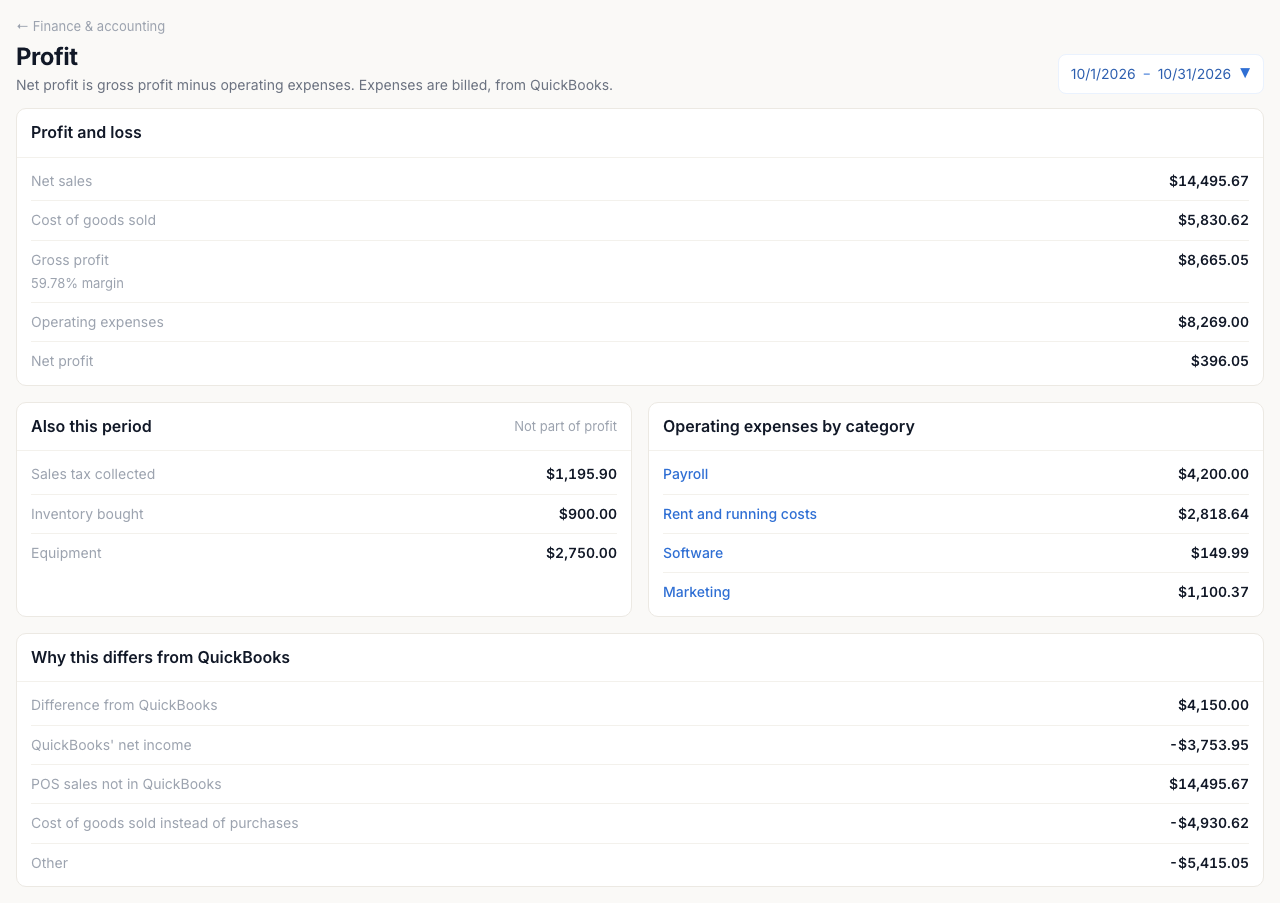 ← Finance & accounting
Profit
Net profit is gross profit minus operating expenses. Expenses are billed, from QuickBooks.
10/1/2026 – 10/31/2026 ▼
Profit and loss
Net sales $14,495.67
Cost of goods sold $5,830.62
Gross profit $8,665.05
59.78% margin
Operating expenses $8,269.00
Net profit $396.05
Also this period Not part of profit
Sales tax collected $1,195.90
Inventory bought $900.00
Equipment $2,750.00
Operating expenses by category
Payroll $4,200.00
Rent and running costs $2,818.64
Software $149.99
Marketing $1,100.37
Why this differs from QuickBooks
Difference from QuickBooks $4,150.00
QuickBooks' net income -$3,753.95
POS sales not in QuickBooks $14,495.67
Cost of goods sold instead of purchases -$4,930.62
Other -$5,415.05